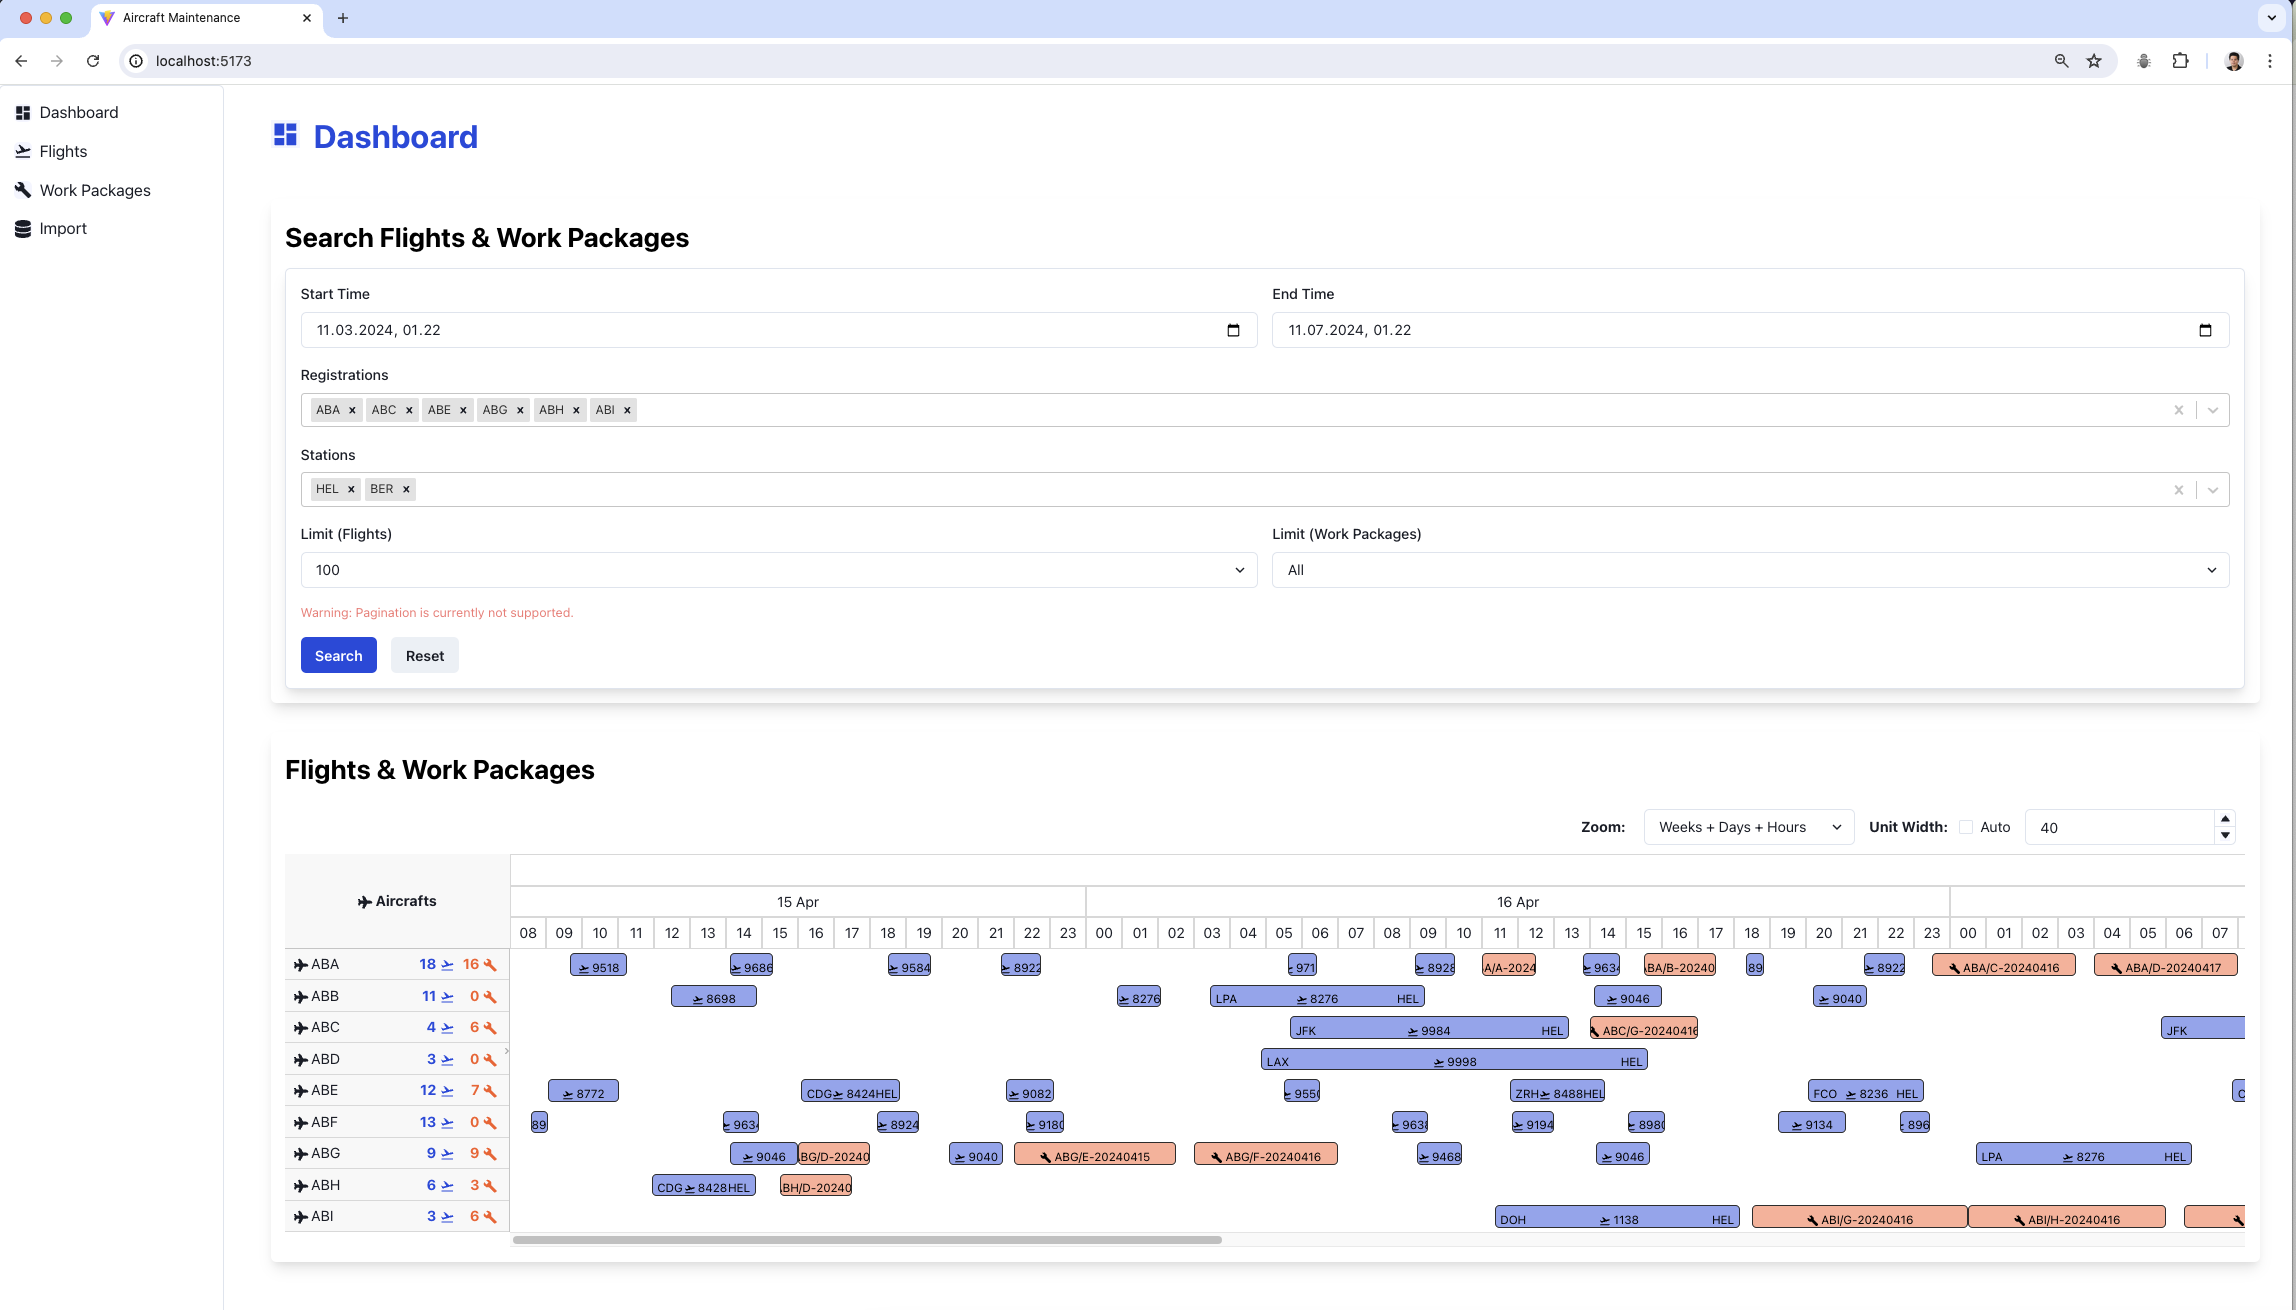 Aircraft Maintenance
localhost:5173
Dashboard
Flights
Work Packages
Import
Dashboard
Search Flights & Work Packages
Start Time End Time
11.03.2024, 01.22 11.07.2024, 01.22
Registrations
ABA ABC ABE ABG ABH ABI
Stations
HEL BER
Limit (Flights) Limit (Work Packages)
100 All
Warning: Pagination is currently not supported.
Search Reset
Flights & Work Packages
Zoom: Weeks + Days + Hours Unit Width: Auto 40
Aircrafts
15 Apr 16 Apr
08 09 10 11 12 13 14 15 16 17 18 19 20 21 22 23 00 01 02 03 04 05 06 07 08 09 10 11 12 13 14 15 16 17 18 19 20 21 22 23 00 01 02 03 04 05 06 07
ABA 18 16 9518 9686 9584 8922 971 8928 A/A-2024 9634 BA/B-20240 89 8922 ABA/C-20240416 ABA/D-20240417
ABB 11 0 8698 8276 LPA 8276 HEL 9046 9040
ABC 4 6 JFK 9984 HEL ABC/G-20240416 JFK
ABD 3 0 LAX 9998 HEL
ABE 12 7 8772 CDG 8424HEL 9082 9550 ZRH 8488HEL FCO 8236 HEL
ABF 13 0 89 9634 8924 9180 9638 9194 8980 9134 896
ABG 9 9 9046 BG/D-20240 9040 ABG/E-20240415 ABG/F-20240416 9468 9046 LPA 8276 HEL
ABH 6 3 CDG 8428HEL BH/D-20240
ABI 3 6 DOH 1138 HEL ABI/G-20240416 ABI/H-20240416